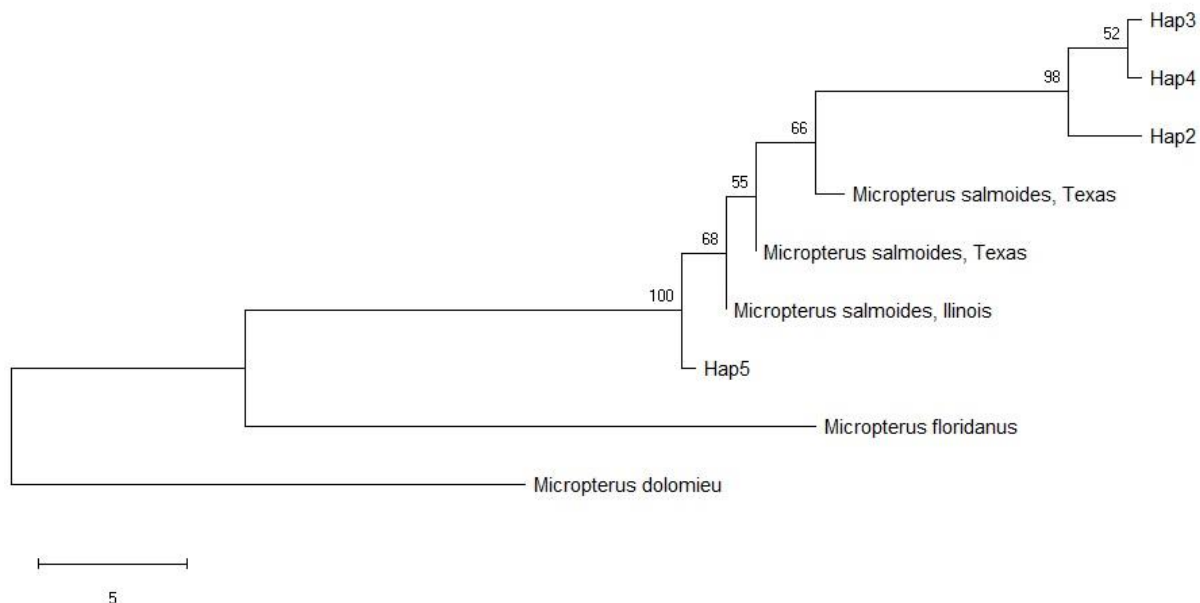 Hap3
52
Hap4
98
Hap2
66
Micropterus salmoides, Texas
55
Micropterus salmoides, Texas
68
Micropterus salmoides, Ilinois
100
Hap5
Micropterus floridanus
Micropterus dolomieu
5